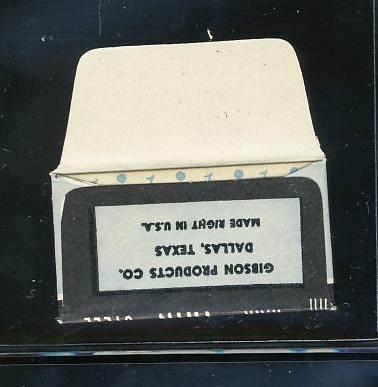 GIBSON PRODUCTS CO.
DALLAS, TEXAS
MADE RIGHT IN U.S.A.